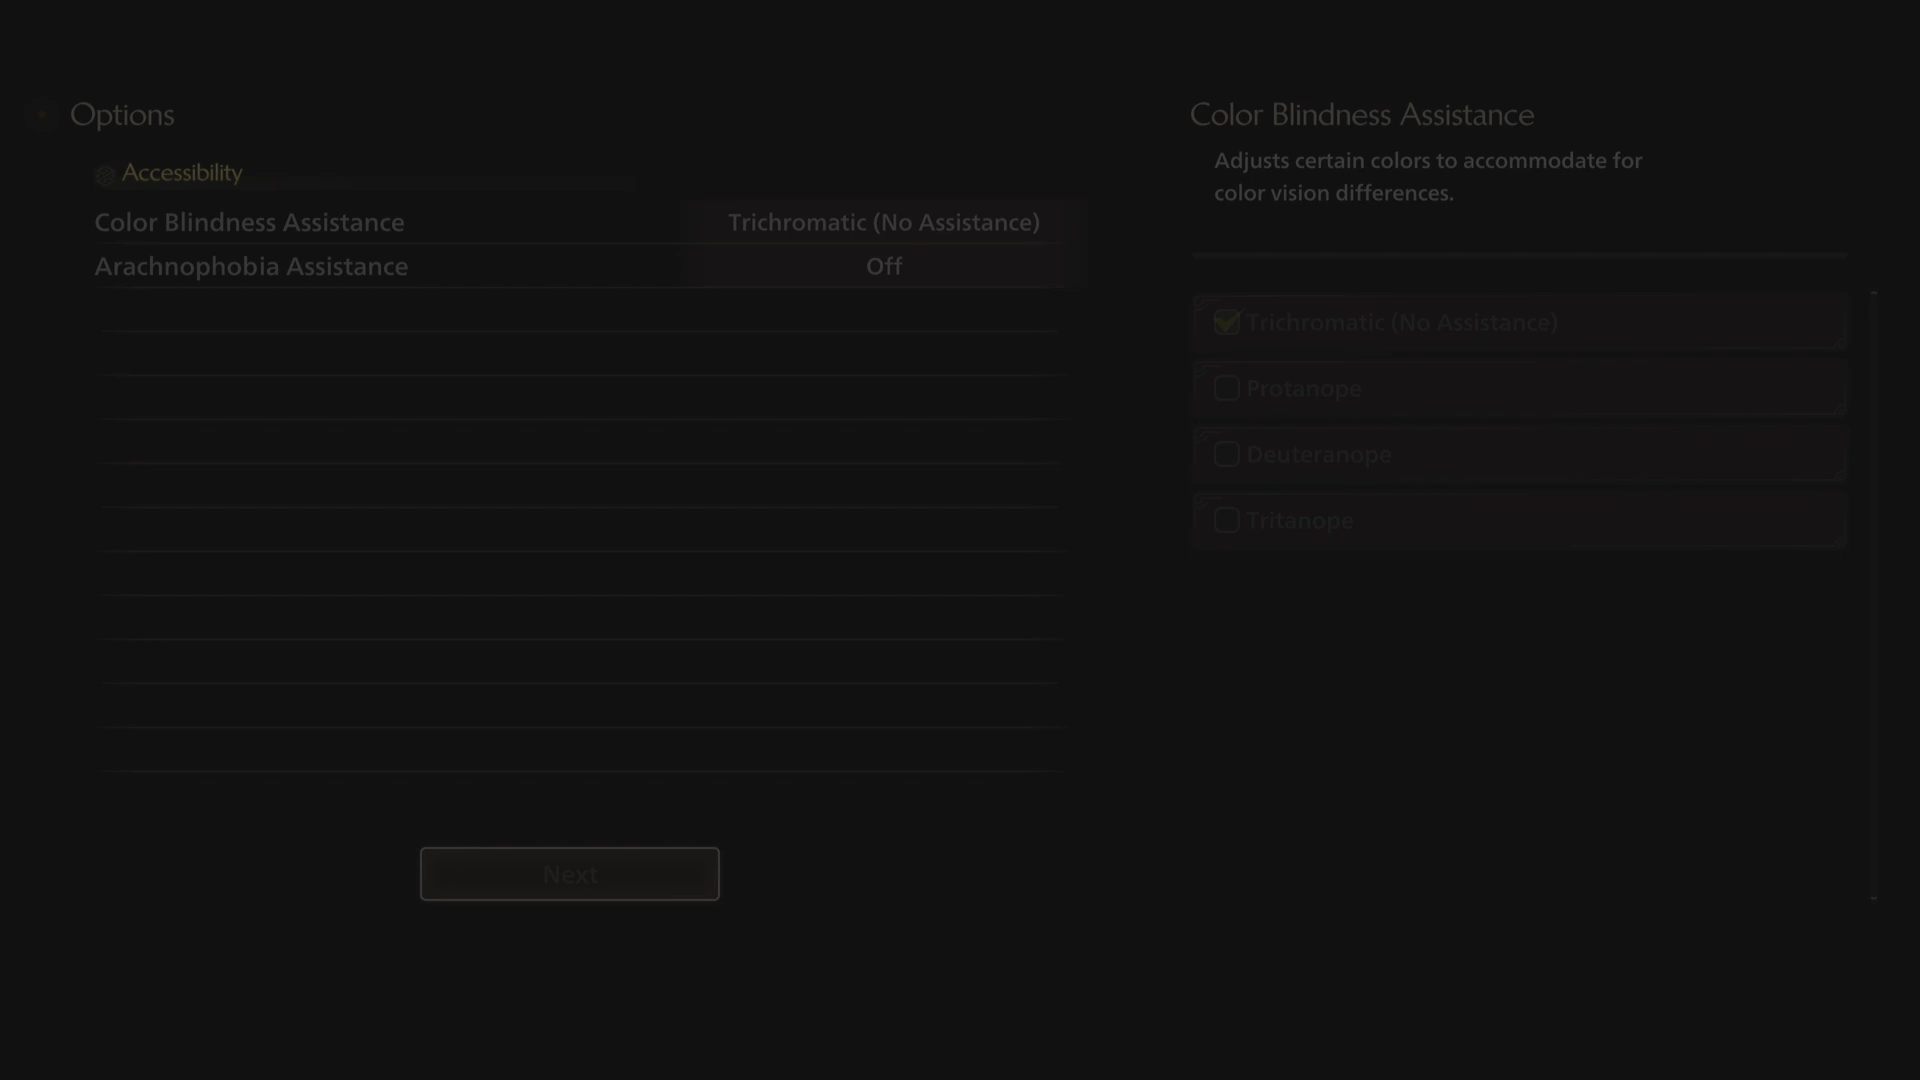 Options
Accessibility
Color Blindness Assistance Trichromatic (No Assistance)
Arachnophobia Assistance Off
Next
Color Blindness Assistance
Adjusts certain colors to accommodate for
color vision differences.
Trichromatic (No Assistance)
Protanope
Deuteranope
Tritanope